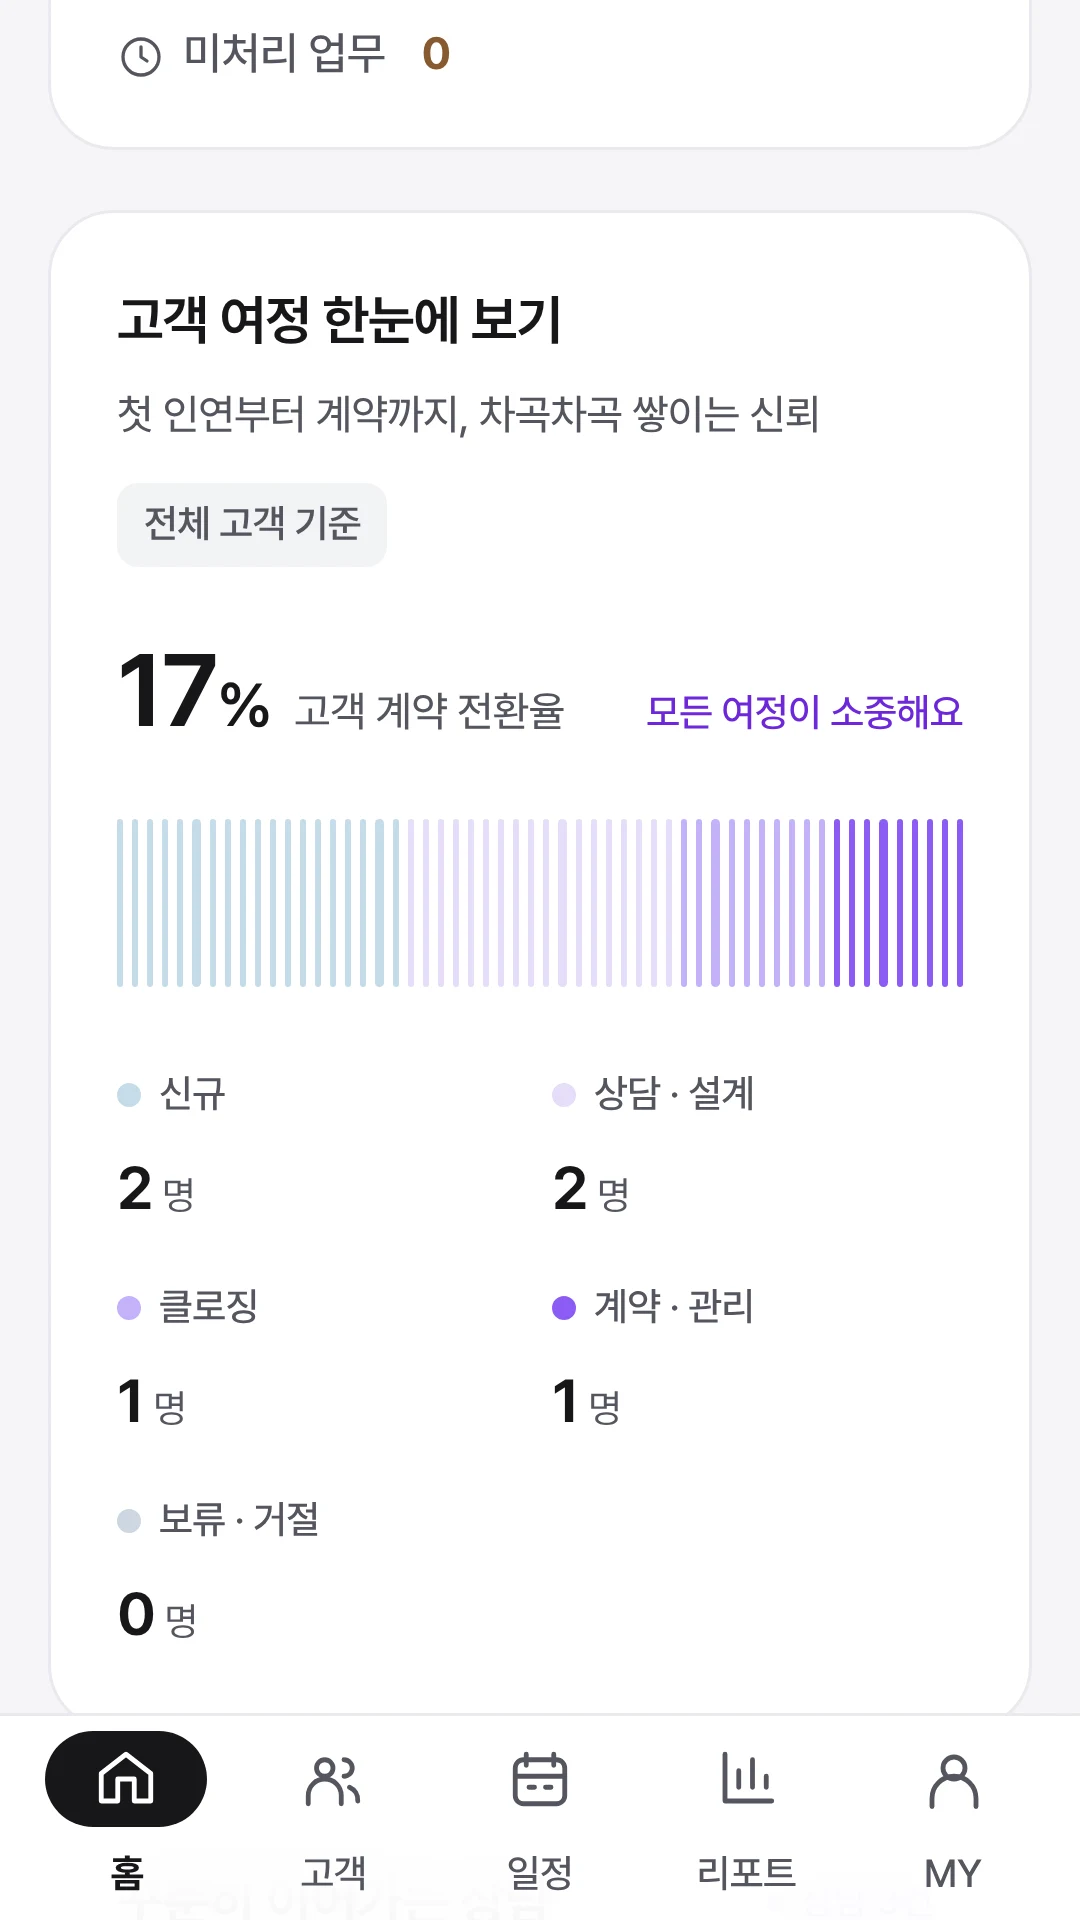 미처리 업무 0
고객 여정 한눈에 보기
첫 인연부터 계약까지, 차곡차곡 쌓이는 신뢰
전체 고객 기준
17% 고객 계약 전환율 모든 여정이 소중해요
신규 상담 · 설계
2 명 2 명
클로징 계약 · 관리
1 명 1 명
보류 · 거절
0 명
홈 고객 일정 리포트 MY